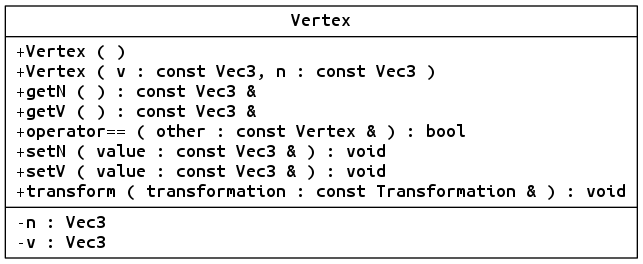 Vertex
+Vertex ( )
+Vertex ( v : const Vec3, n : const Vec3 )
+getN ( ) : const Vec3 &
+getV ( ) : const Vec3 &
+operator== ( other : const Vertex & ) : bool
+setN ( value : const Vec3 & ) : void
+setV ( value : const Vec3 & ) : void
+transform ( transformation : const Transformation & ) : void
-n : Vec3
-v : Vec3